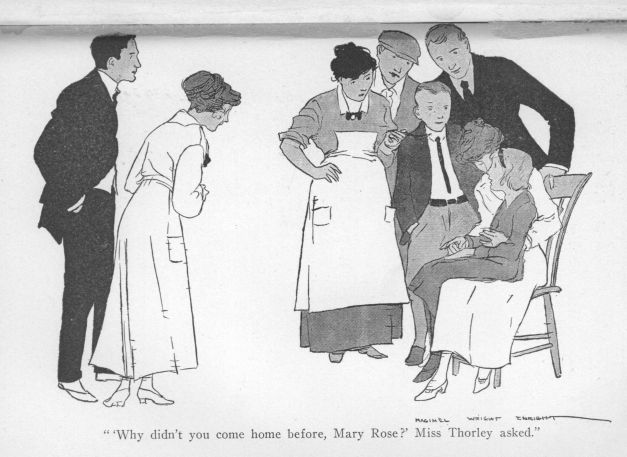 MAGINEL WRIGHT ENRIGHT
“ ‘Why didn't you come home before, Mary Rose?’ Miss Thorley asked.”